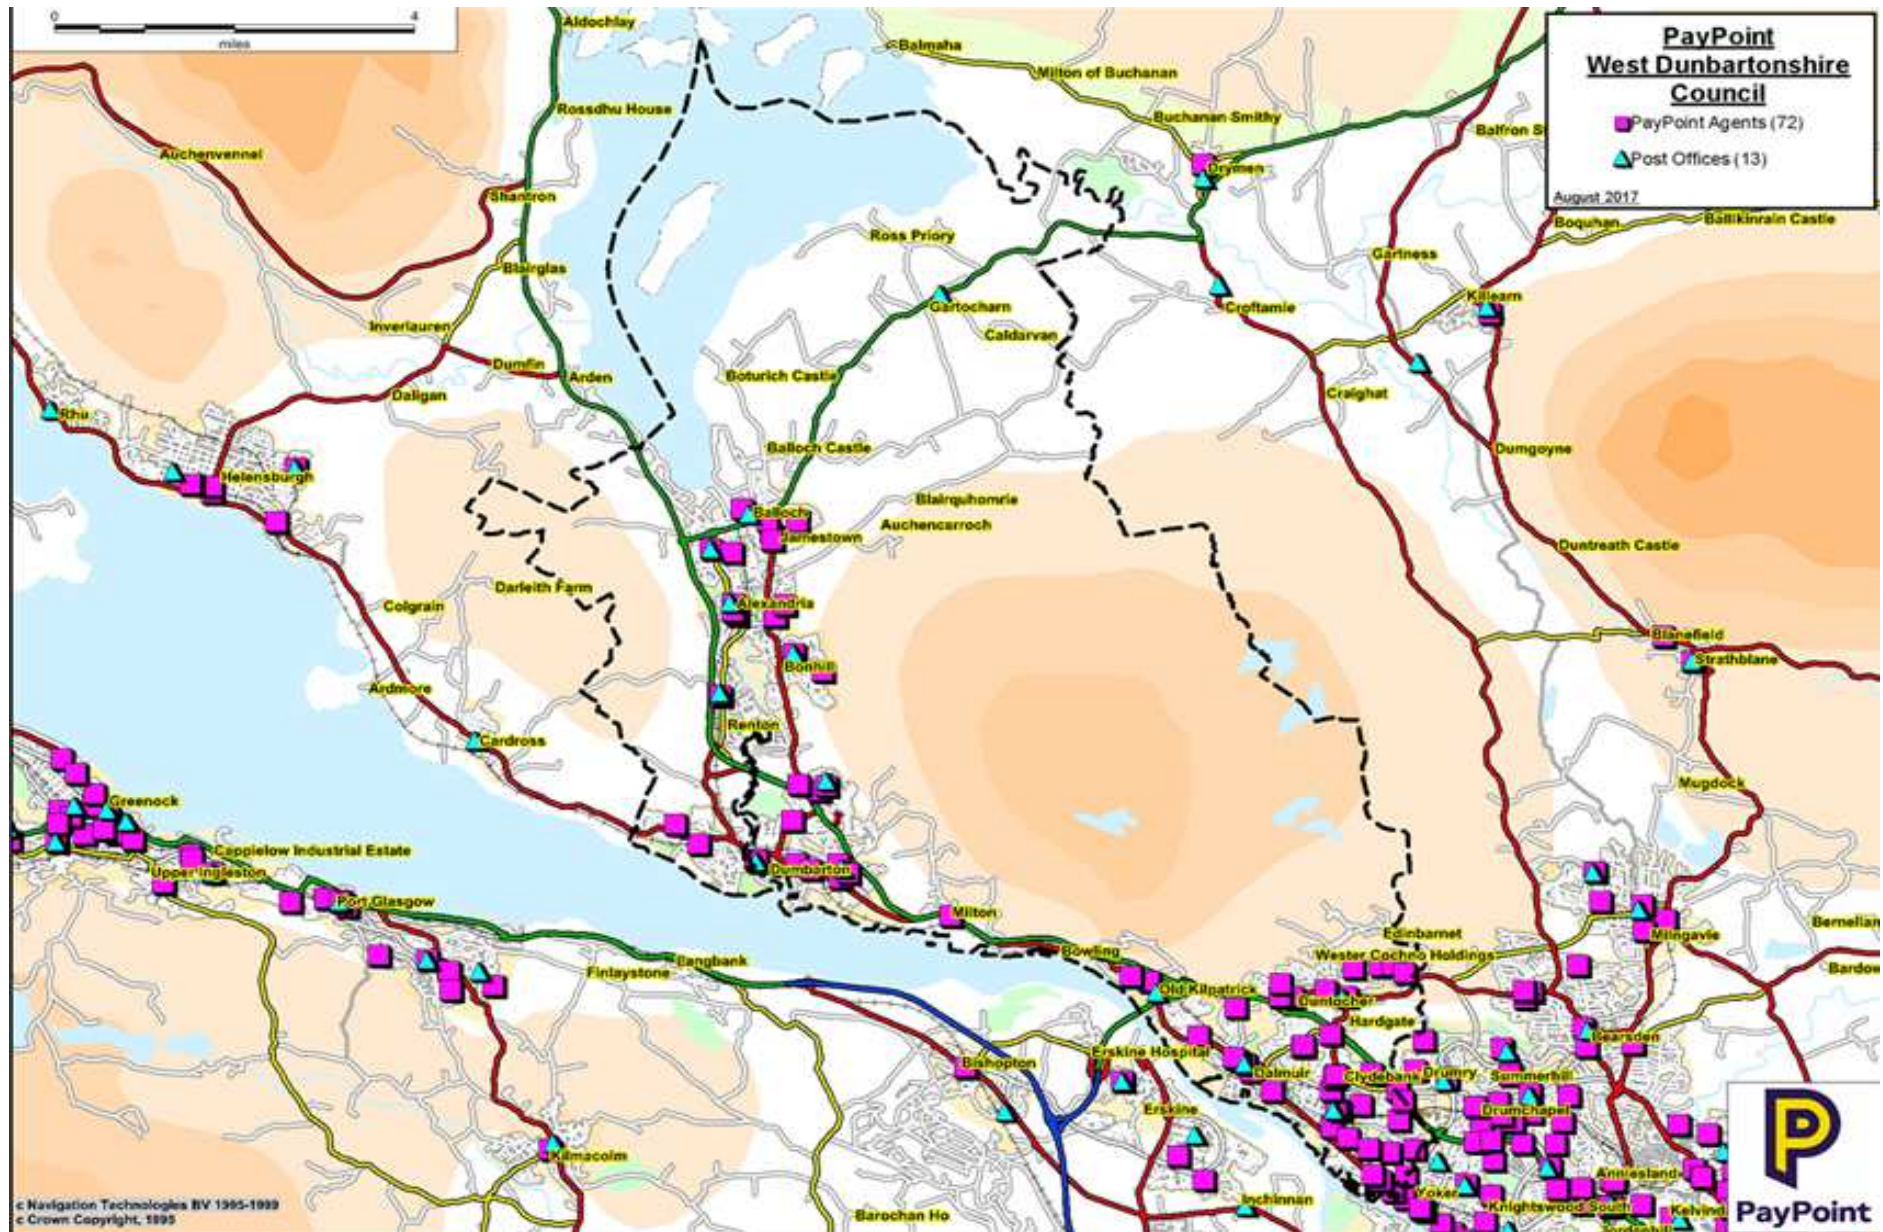 0 4
miles
PayPoint
West Dunbartonshire
Council
PayPoint Agents (72)
Post Offices (13)
August 2017
Aldochlay
Balmaha
Milton of Buchanan
Rossdhu House
Buchanan Smithy
Balfron
Auchenvennel
Drymen
Shantron
Ballikinrain Castle
Boquhan
Ross Priory
Gartness
Blairglas
Killearn
Gartocharn
Croftamie
Inverlauren
Caldarvan
Dumfin
Arden
Boturich Castle
Daligan
Craighat
Rhu
Balloch Castle
Dumgoyne
Helensburgh
Blairquhomrie
Balloch
Auchencarroch
Jamestown
Duntreath Castle
Darleith Farm
Colgrain
Alexandria
Blanefield
Bonhill
Strathblane
Ardmore
Renton
Cardross
Mugdock
Greenock
Cappielow Industrial Estate
Upper Ingleston
Dumbarton
Port Glasgow
Milton
Bernellan
Edinbarnet
Milngavie
Bowling
Wester Cochno Holdings
Langbank
Finlaystone
Bardow
Old Kilpatrick
Duntocher
Hardgate
Bearsden
Erskine Hospital
Bishopton
Dalmuir
Clydebank
Drumry
Summerhill
Erskine
Drumchapel
Kilmacolm
Anniesland
Yoker
Inchinnan
Knightswood South
Kelvind
Barochan Ho
c Navigation Technologies BV 1995-1999
c Crown Copyright, 1995
PayPoint